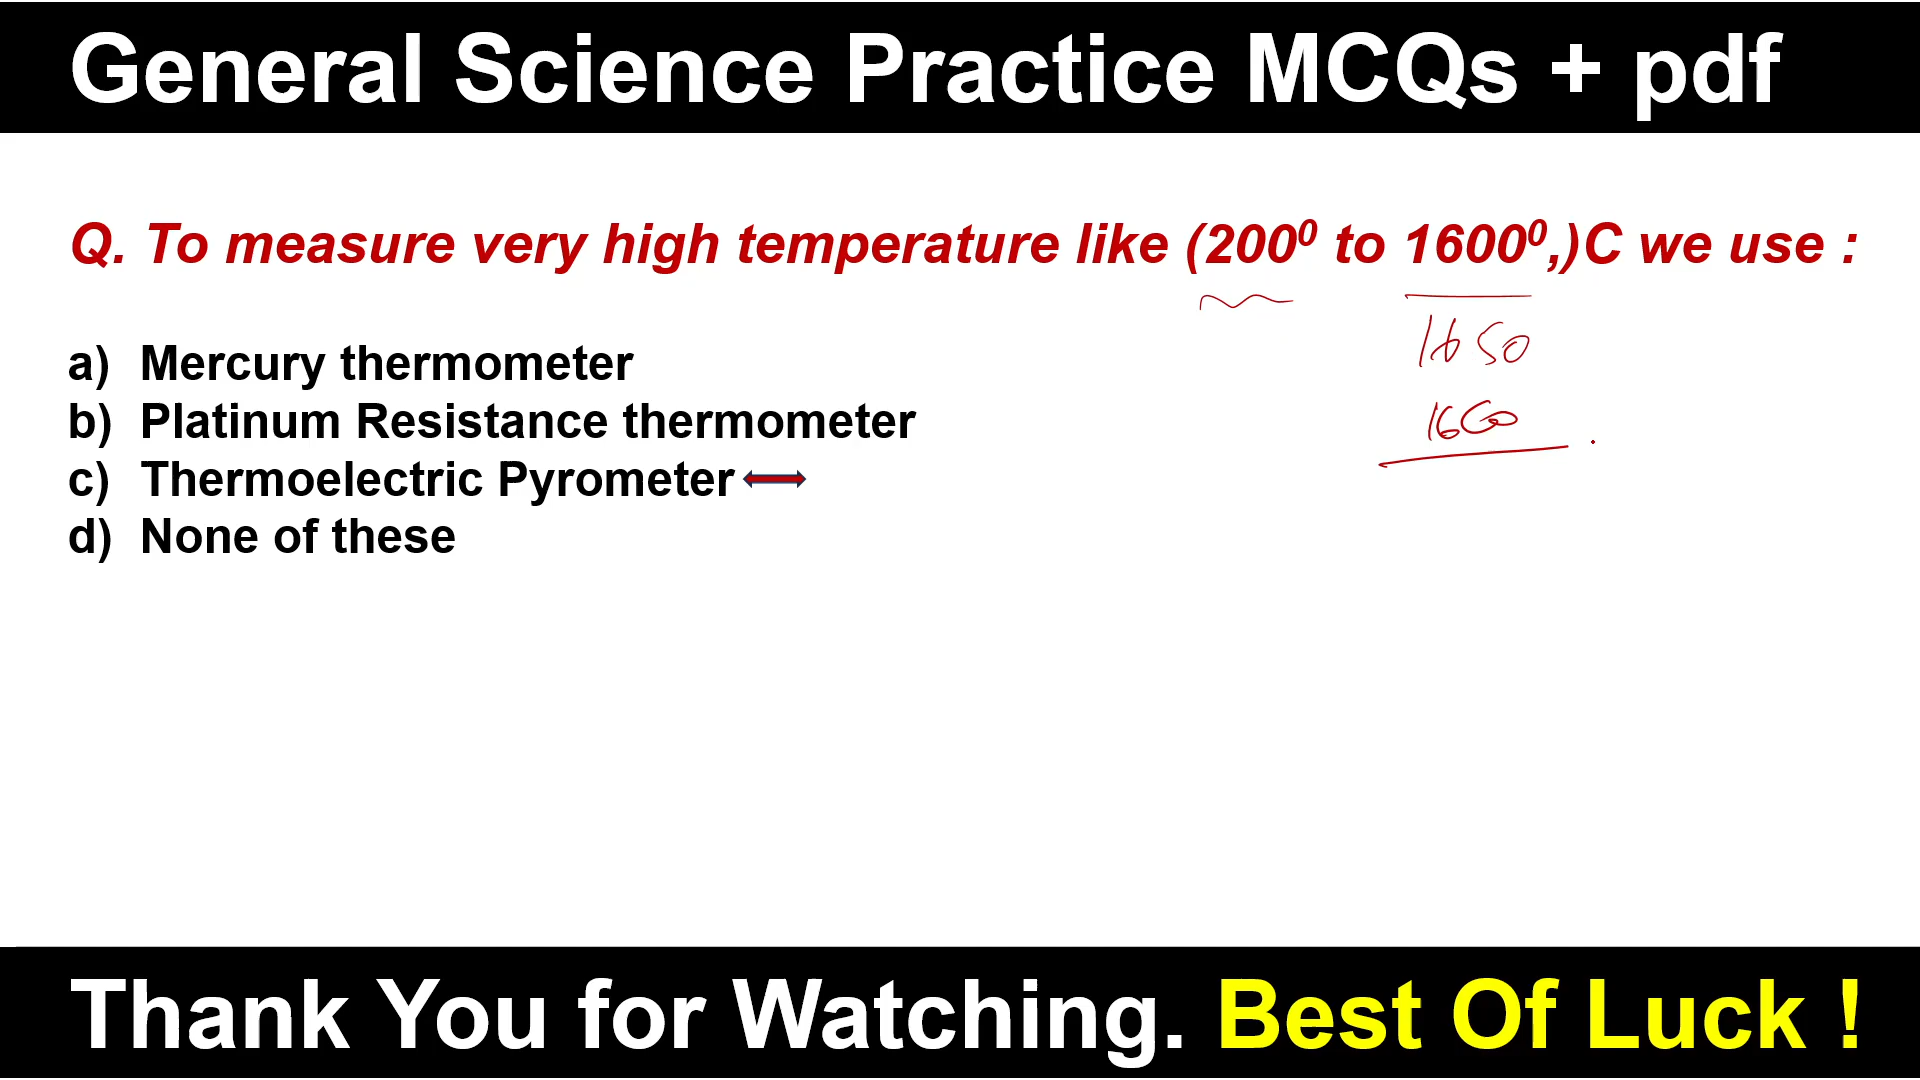 General Science Practice MCQs + pdf
Q. To measure very high temperature like (200⁰ to 1600⁰,)C we use :
1650
1600
a) Mercury thermometer
b) Platinum Resistance thermometer
c) Thermoelectric Pyrometer
d) None of these
Thank You for Watching. Best Of Luck !